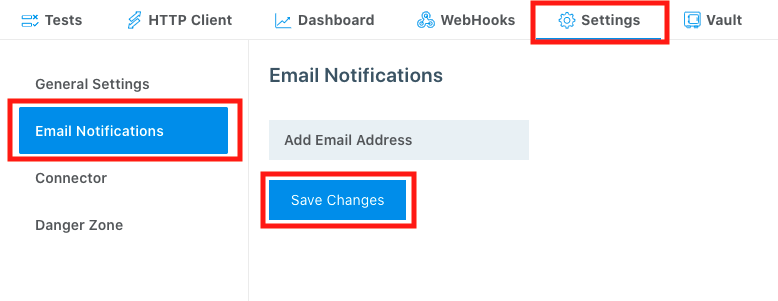 Tests HTTP Client Dashboard WebHooks Settings Vault
General Settings
Email Notifications
Connector
Danger Zone
Email Notifications
Add Email Address
Save Changes